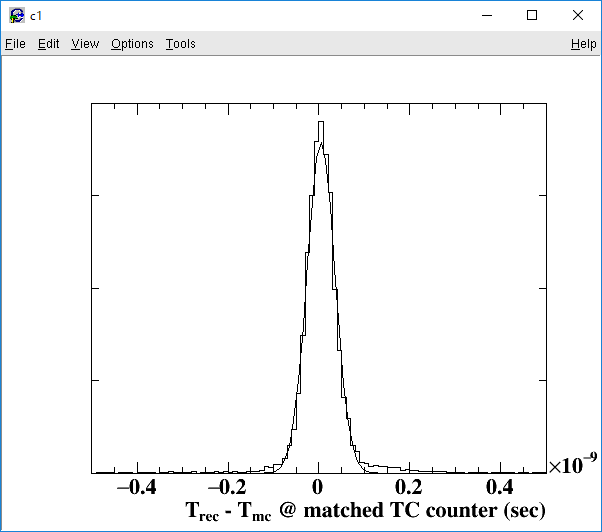 c1
File Edit View Options Tools Help
×10⁻⁹
−0.4 −0.2 0 0.2 0.4
T_rec - T_mc @ matched TC counter (sec)